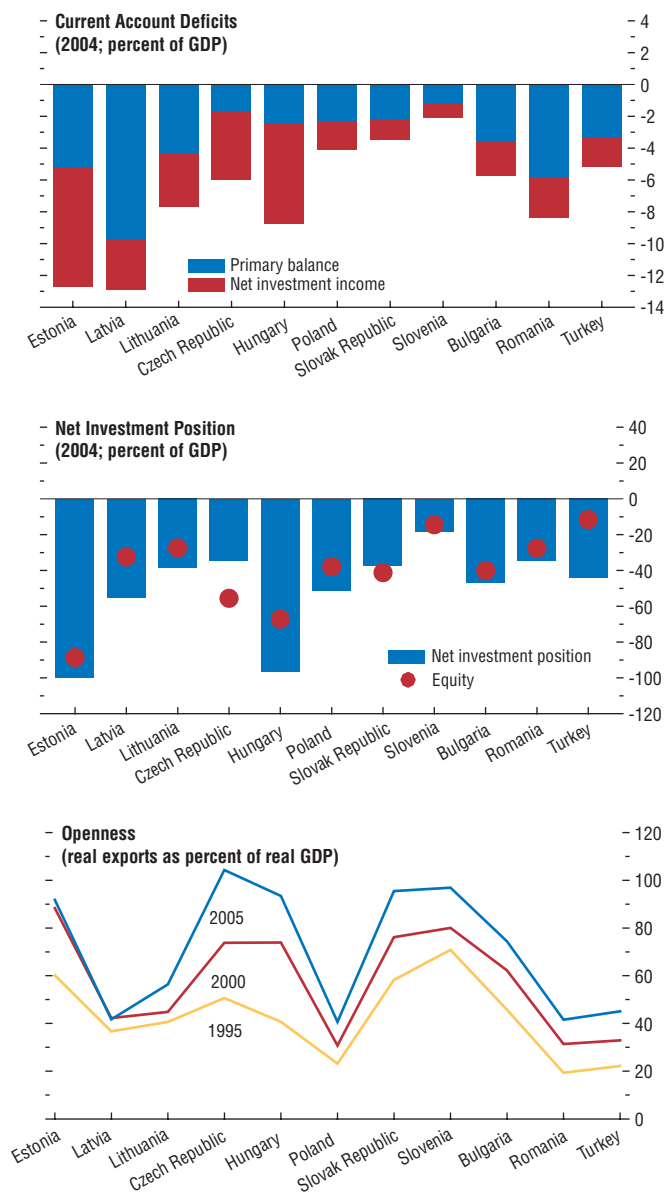 Current Account Deficits
(2004; percent of GDP)
4
2
0
-2
-4
-6
-8
-10
-12
-14
Primary balance
Net investment income
Estonia
Latvia
Lithuania
Czech Republic
Hungary
Poland
Slovak Republic
Slovenia
Bulgaria
Romania
Turkey
Net Investment Position
(2004; percent of GDP)
40
20
0
-20
-40
-60
-80
-100
-120
Net investment position
Equity
Estonia
Latvia
Lithuania
Czech Republic
Hungary
Poland
Slovak Republic
Slovenia
Bulgaria
Romania
Turkey
Openness
(real exports as percent of real GDP)
120
100
80
60
40
20
0
2005
2000
1995
Estonia
Latvia
Lithuania
Czech Republic
Hungary
Poland
Slovak Republic
Slovenia
Bulgaria
Romania
Turkey